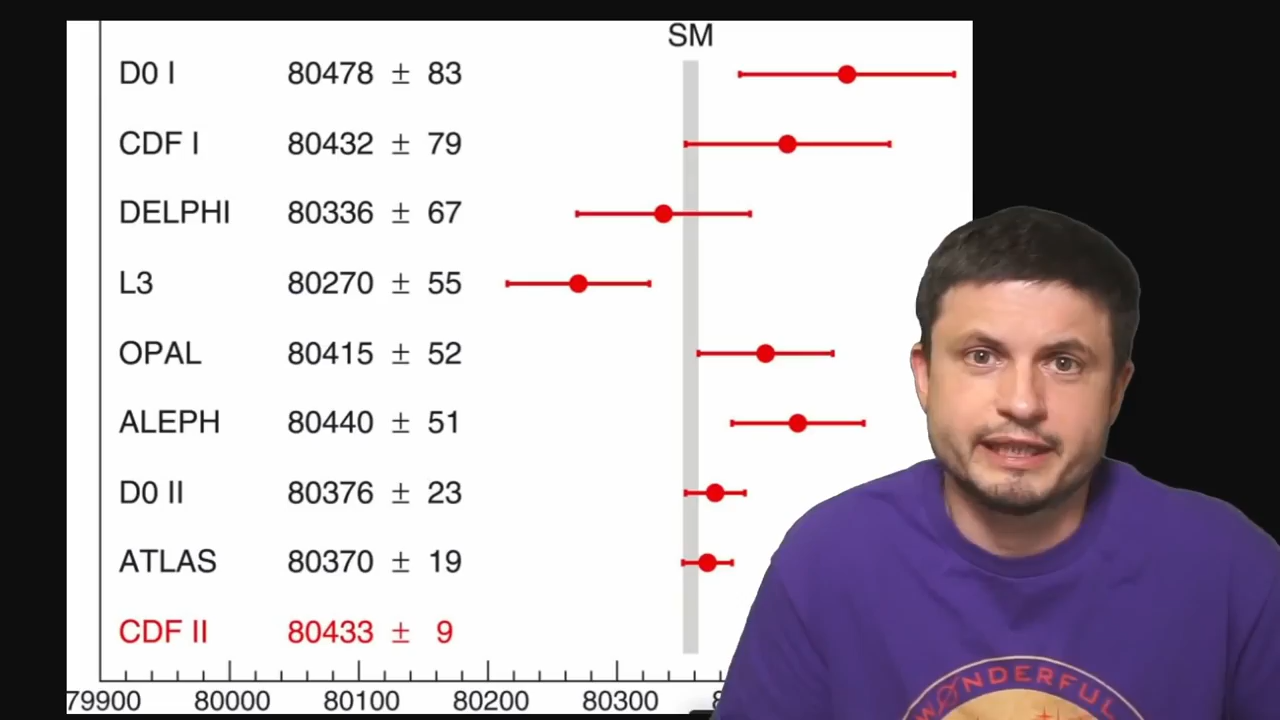 SM
D0 I 80478 ± 83
CDF I 80432 ± 79
DELPHI 80336 ± 67
L3 80270 ± 55
OPAL 80415 ± 52
ALEPH 80440 ± 51
D0 II 80376 ± 23
ATLAS 80370 ± 19
CDF II 80433 ± 9
79900 80000 80100 80200 80300
WØNDERFUL